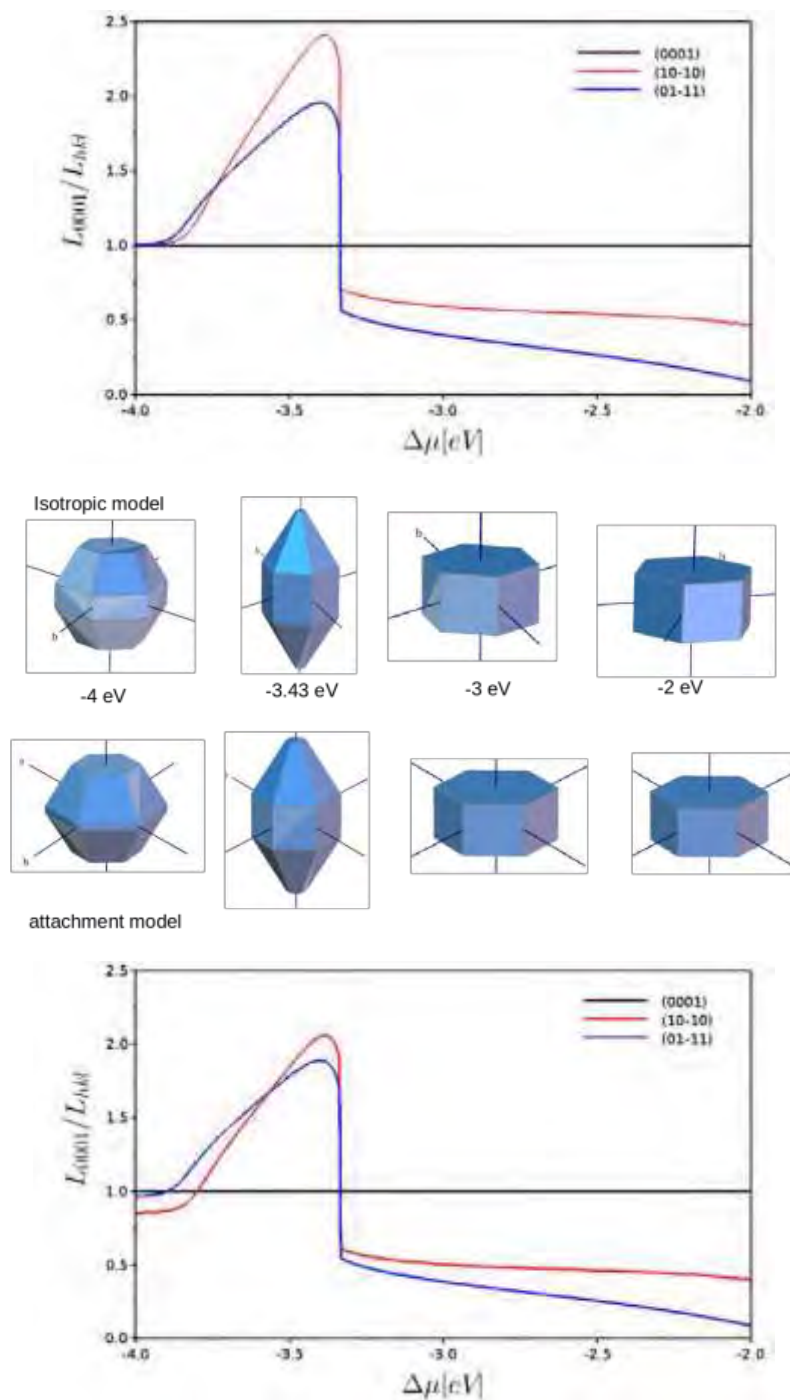 2.5
(0001)
(10-10)
(01-11)
2.0
1.5
1.0
0.5
0.0
-4.0 -3.5 -3.0 -2.5 -2.0
L0001/Lhkl
Δμ[eV]
Isotropic model
b
b
b
-4 eV -3.43 eV -3 eV -2 eV
b
attachment model
2.5
(0001)
(10-10)
(01-11)
2.0
1.5
1.0
0.5
0.0
-4.0 -3.5 -3.0 -2.5 -2.0
L0001/Lhkl
Δμ[eV]